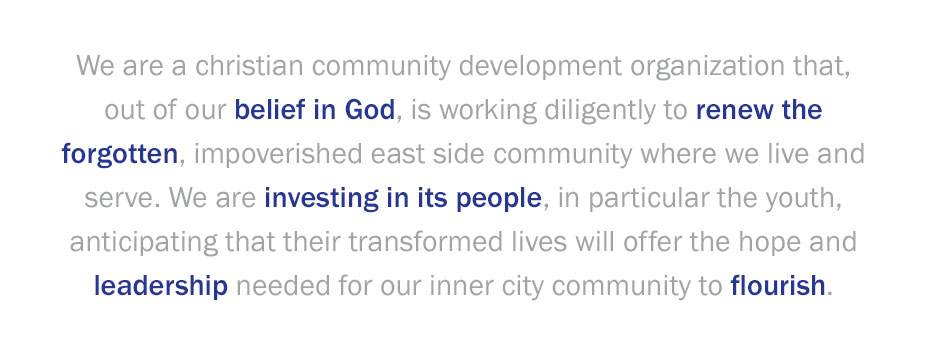 We are a christian community development organization that,
out of our belief in God, is working diligently to renew the
forgotten, impoverished east side community where we live and
serve. We are investing in its people, in particular the youth,
anticipating that their transformed lives will offer the hope and
leadership needed for our inner city community to flourish.